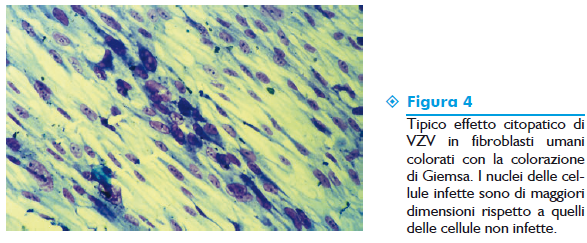 Figura 4
Tipico effetto citopatico di
VZV in fibroblasti umani
colorati con la colorazione
di Giemsa. I nuclei delle cel-
lule infette sono di maggiori
dimensioni rispetto a quelli
delle cellule non infette.